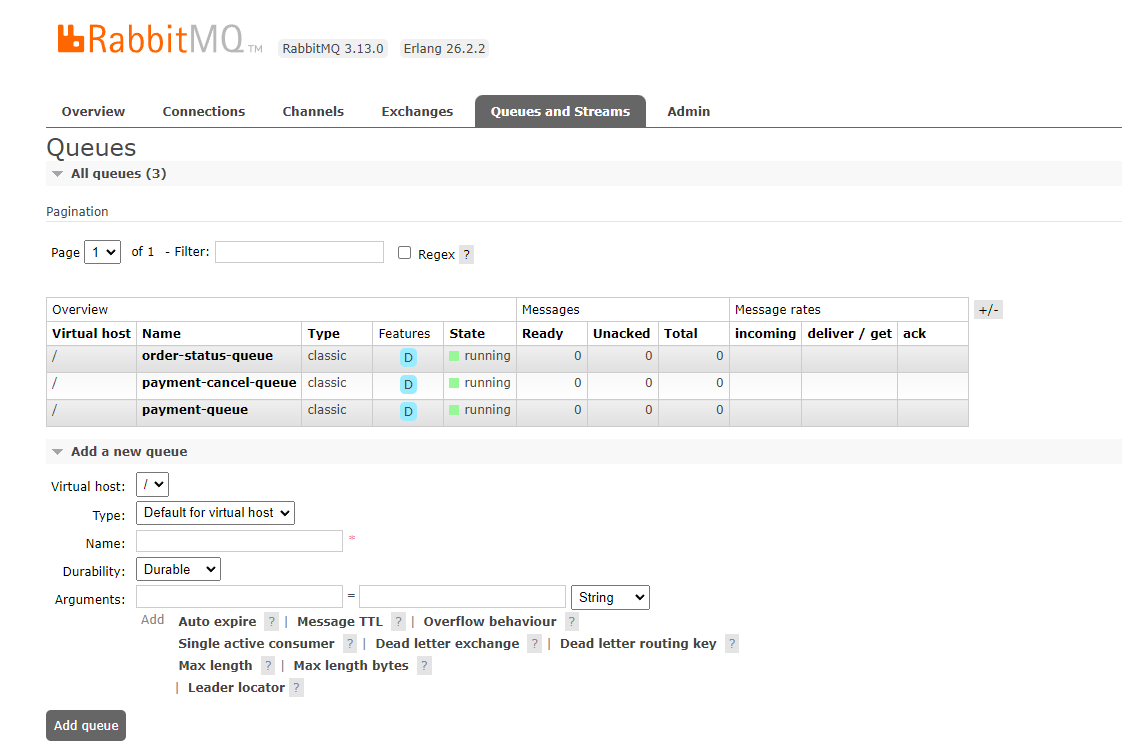 RabbitMQ TM RabbitMQ 3.13.0 Erlang 26.2.2
Overview Connections Channels Exchanges Queues and Streams Admin
Queues
All queues (3)
Pagination
Page 1 of 1 - Filter: Regex ?
Overview Messages Message rates +/-
Virtual host Name Type Features State Ready Unacked Total incoming deliver / get ack
/ order-status-queue classic D running 0 0 0
/ payment-cancel-queue classic D running 0 0 0
/ payment-queue classic D running 0 0 0
Add a new queue
Virtual host: /
Type: Default for virtual host
Name: *
Durability: Durable
Arguments: = String
Add Auto expire ? | Message TTL ? | Overflow behaviour ?
Single active consumer ? | Dead letter exchange ? | Dead letter routing key ?
Max length ? | Max length bytes ?
| Leader locator ?
Add queue